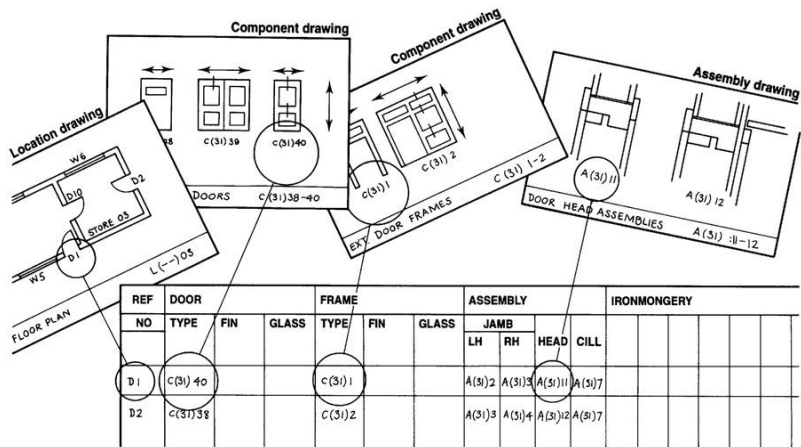 Location drawing
W6
D10
D2
STORE 03
D1
W5
L(--)03
FLOOR PLAN
Component drawing
C(31)39
C(31)40
DOORS C(31)38-40
Component drawing
C(31)1
C(31)2
EXT. DOOR FRAMES C(31) 1-2
Assembly drawing
A(31)11
A(31)12
DOOR HEAD ASSEMBLIES A(31) :11-12
REF DOOR FRAME ASSEMBLY IRONMONGERY
NO TYPE FIN GLASS TYPE FIN GLASS JAMB
LH RH HEAD CILL
D1 C(31)40 C(31)1 A(31)2 A(31)3 A(31)11 A(31)7
D2 C(31)38 C(31)2 A(31)3 A(31)4 A(31)12 A(31)7